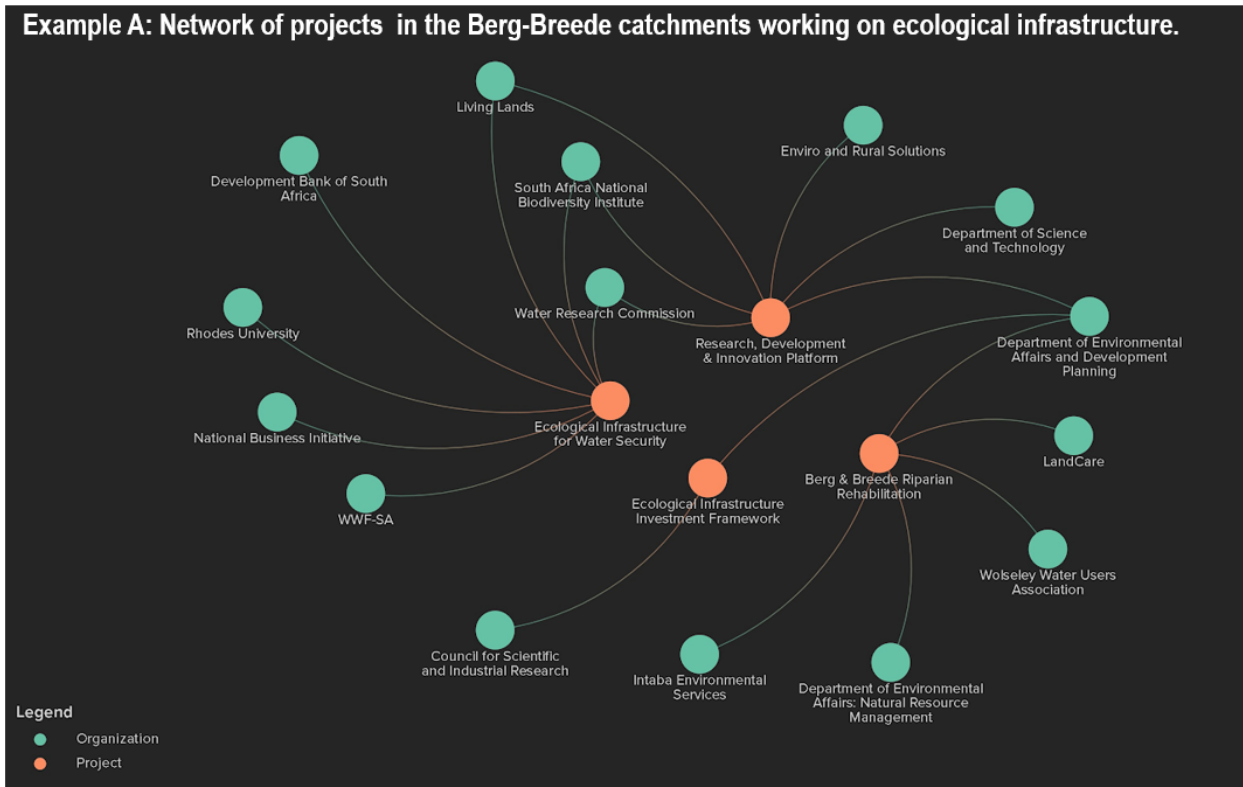 Example A: Network of projects in the Berg-Breede catchments working on ecological infrastructure.
Living Lands
Enviro and Rural Solutions
Development Bank of South
Africa
South Africa National
Biodiversity Institute
Department of Science
and Technology
Water Research Commission
Rhodes University
Research, Development
& Innovation Platform
Department of Environmental
Affairs and Development
Planning
National Business Initiative
Ecological Infrastructure
for Water Security
LandCare
Berg & Breede Riparian
Rehabilitation
WWF-SA
Ecological Infrastructure
Investment Framework
Wolseley Water Users
Association
Council for Scientific
and Industrial Research
Intaba Environmental
Services
Department of Environmental
Affairs: Natural Resource
Management
Legend
Organization
Project